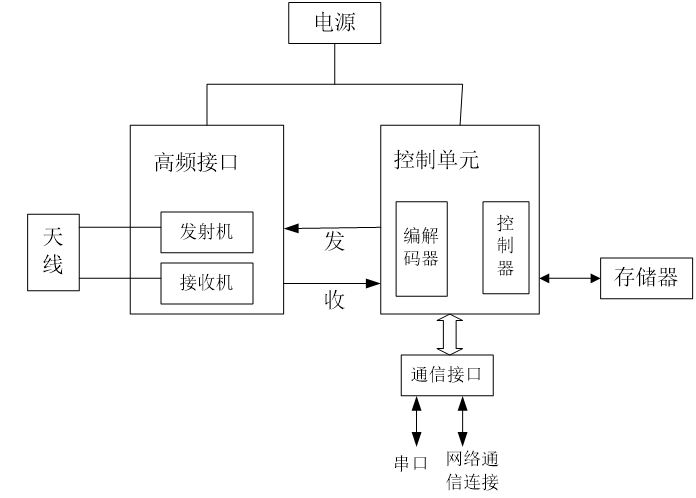 电源
高频接口
控制单元
天
线
发射机
接收机
发
收
编解
码器
控
制
器
存储器
通信接口
串口
网络通
信连接